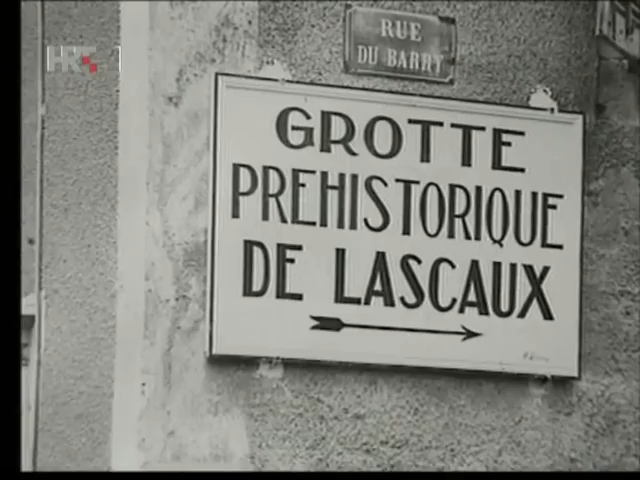 HRT 1
RUE
DU BARRY
GROTTE
PREHISTORIQUE
DE LASCAUX